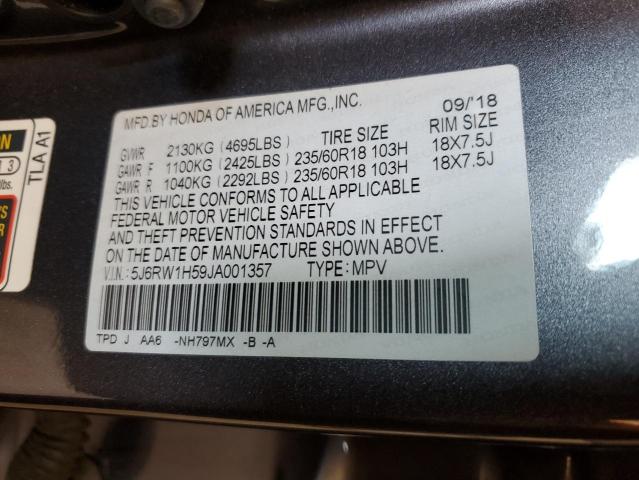 MFD.BY HONDA OF AMERICA MFG.,INC. 09/'18
TIRE SIZE RIM SIZE
GVWR 2130KG (4695LBS)
GAWR F 1100KG (2425LBS) 235/60R18 103H 18X7.5J
GAWR R 1040KG (2292LBS) 235/60R18 103H 18X7.5J
THIS VEHICLE CONFORMS TO ALL APPLICABLE
FEDERAL MOTOR VEHICLE SAFETY
AND THEFT PREVENTION STANDARDS IN EFFECT
ON THE DATE OF MANUFACTURE SHOWN ABOVE.
V.I.N.: 5J6RW1H59JA001357 TYPE: MPV
TPD J AA6 -NH797MX -B -A
TLA A1